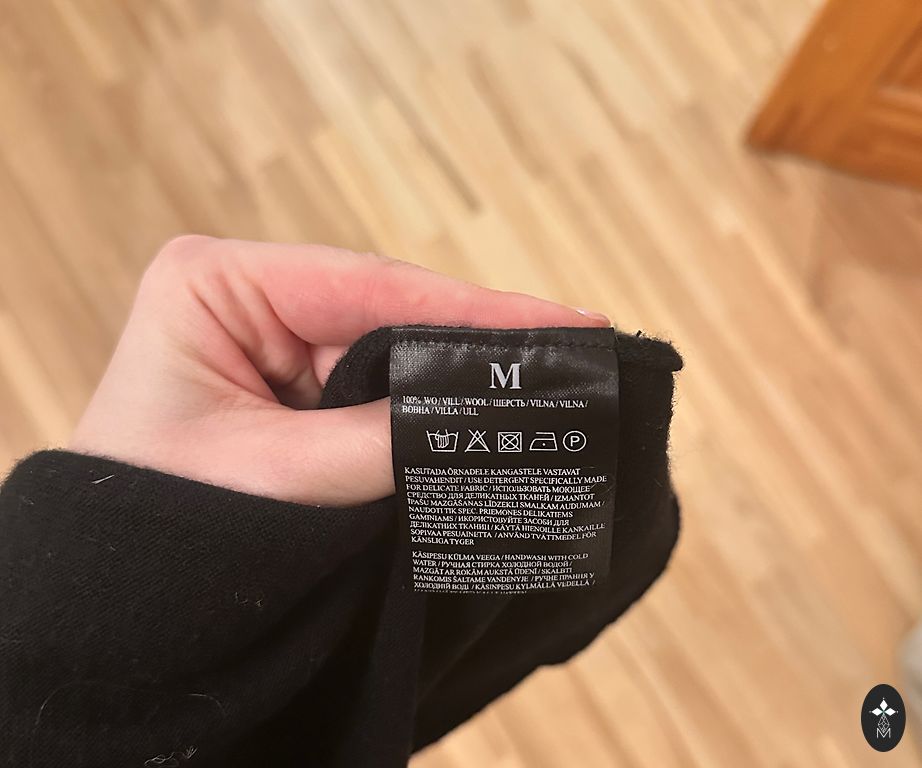 M
100% WO / VILL / WOOL / ШЕРСТЬ / VILNA / VILNA /
ВОВНА / VILLA / ULL
P
KASUTADA ÕRNADELE KANGASTELE VASTAVAT
PESUVAHENDIT / USE DETERGENT SPECIFICALLY MADE
FOR DELICATE FABRIC / ИСПОЛЬЗОВАТЬ МОЮЩЕЕ
СРЕДСТВО ДЛЯ ДЕЛИКАТНЫХ ТКАНЕЙ / IZMANTOT
ĪPAŠU MAZGĀŠANAS LĪDZEKLI SMALKAM AUDUMAM /
NAUDOTI TIK SPEC. PRIEMONES DELIKATIEMS
GAMINIAMS / ИКОРИСТОВУЙТЕ ЗАСОБИ ДЛЯ
ДЕЛІКАТНИХ ТКАНИН / KÄYTÄ HIENOILLE KANKAILLE
SOPIVAA PESUAINETTA / ANVÄND TVÄTTMEDEL FÖR
KÄNSLIGA TYGER
KÄSIPESU KÜLMA VEEGA / HANDWASH WITH COLD
WATER / РУЧНАЯ СТИРКА ХОЛОДНОЙ ВОДОЙ /
MAZGĀT AR ROKĀM AUKSTĀ ŪDENĪ / SKALBTI
RANKOMIS ŠALTAME VANDENYJE / РУЧНЕ ПРАННЯ У
ХОЛОДНІЙ ВОДІ / KÄSINPESU KYLMÄLLÄ VEDELLÄ /
M